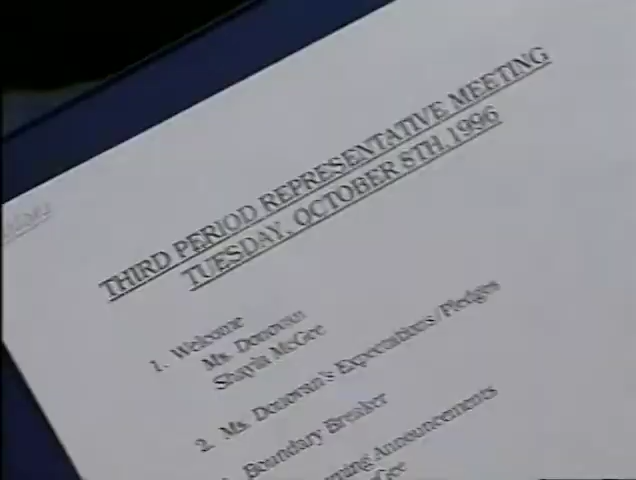 THIRD PERIOD REPRESENTATIVE MEETING
TUESDAY, OCTOBER 8TH, 1996
1. Welcome
Ms. Donovan
Shayla McGee
2. Ms. Donovan's Expectations/Pledges
Boundary Breaker
Announcements